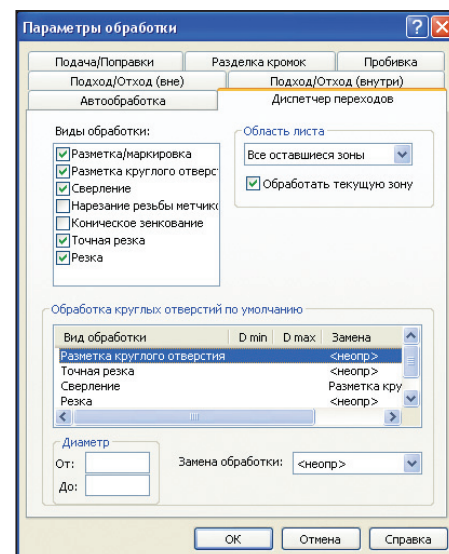 Параметры обработки
Подача/Поправки Разделка кромок Пробивка
Подход/Отход (вне) Подход/Отход (внутри)
Автообработка Диспетчер переходов
Виды обработки:
Разметка/маркировка
Разметка круглого отверс
Сверление
Нарезание резьбы метчик
Коническое зенкование
Точная резка
Резка
Область листа
Все оставшиеся зоны
Обработать текущую зону
Обработка круглых отверстий по умолчанию
Вид обработки D min D max Замена
Разметка круглого отверстия <неопр>
Точная резка <неопр>
Сверление Разметка кру
Резка <неопр>
Диаметр
От:
До:
Замена обработки: <неопр>
ОК Отмена Справка